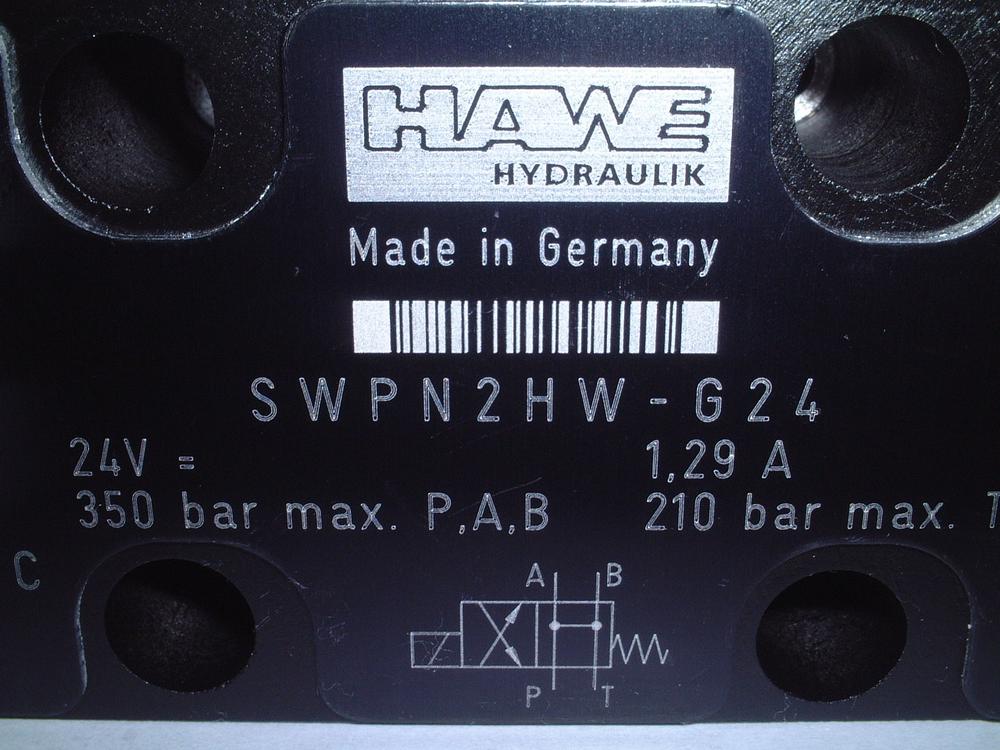 HAWE
HYDRAULIK
Made in Germany
SWPN2HW-G24
24V = 1,29 A
350 bar max. P,A,B 210 bar max. T
C
A B
P T